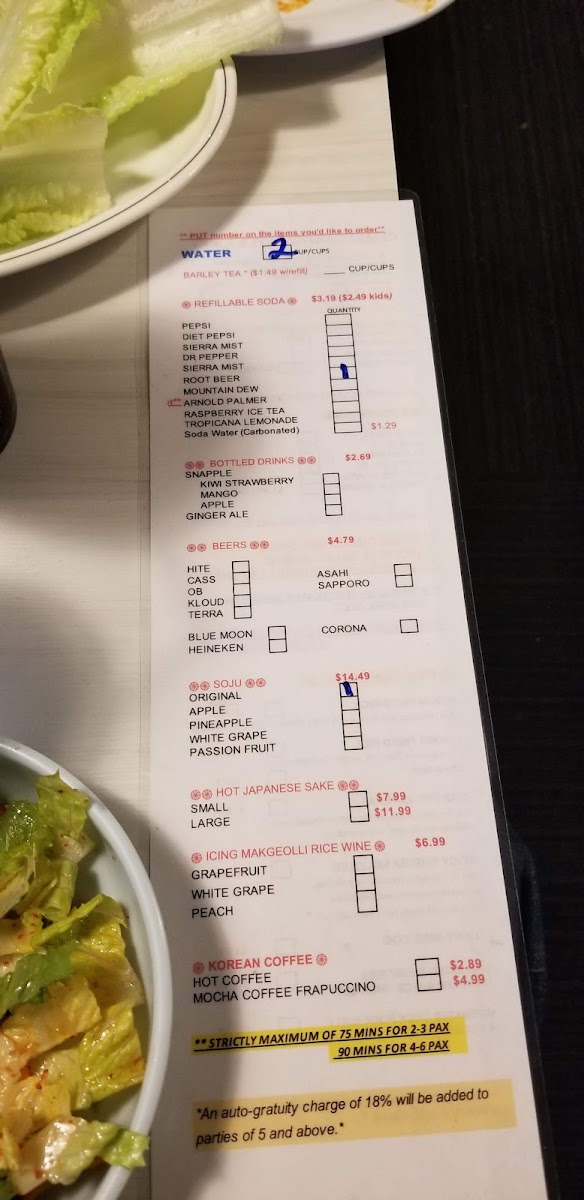 ** PUT number on the items you'd like to order**
WATER 2 CUP/CUPS
BARLEY TEA * ($1.49 w/refill) ____ CUP/CUPS
REFILLABLE SODA $3.19 ($2.49 kids)
QUANTITY
PEPSI
DIET PEPSI
SIERRA MIST
DR PEPPER
SIERRA MIST 1
ROOT BEER
MOUNTAIN DEW
ARNOLD PALMER
RASPBERRY ICE TEA
TROPICANA LEMONADE
Soda Water (Carbonated) $1.29
BOTTLED DRINKS $2.69
SNAPPLE
KIWI STRAWBERRY
MANGO
APPLE
GINGER ALE
BEERS $4.79
HITE
CASS
OB
KLOUD
TERRA
ASAHI
SAPPORO
BLUE MOON
HEINEKEN
CORONA
SOJU $14.49
ORIGINAL 1
APPLE
PINEAPPLE
WHITE GRAPE
PASSION FRUIT
HOT JAPANESE SAKE
SMALL $7.99
LARGE $11.99
ICING MAKGEOLLI RICE WINE $6.99
GRAPEFRUIT
WHITE GRAPE
PEACH
KOREAN COFFEE
HOT COFFEE $2.89
MOCHA COFFEE FRAPUCCINO $4.99
** STRICTLY MAXIMUM OF 75 MINS FOR 2-3 PAX
90 MINS FOR 4-6 PAX
*An auto-gratuity charge of 18% will be added to
parties of 5 and above.*